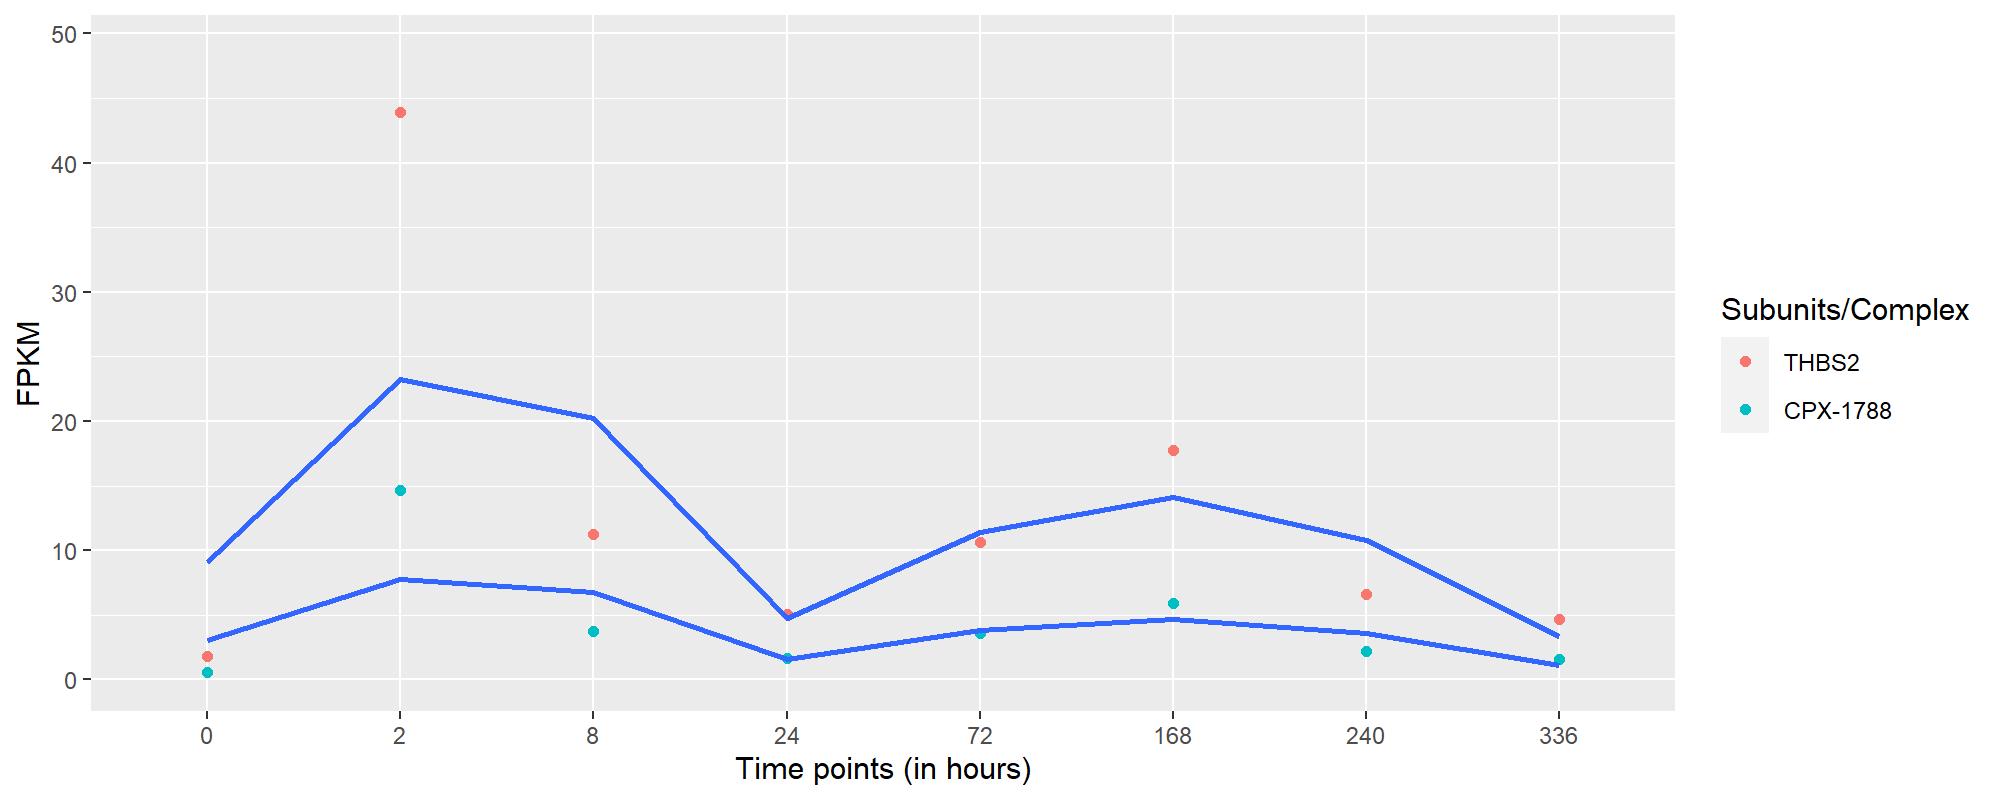 50
40
30
20
10
0
FPKM
0 2 8 24 72 168 240 336
Time points (in hours)
Subunits/Complex
THBS2
CPX-1788